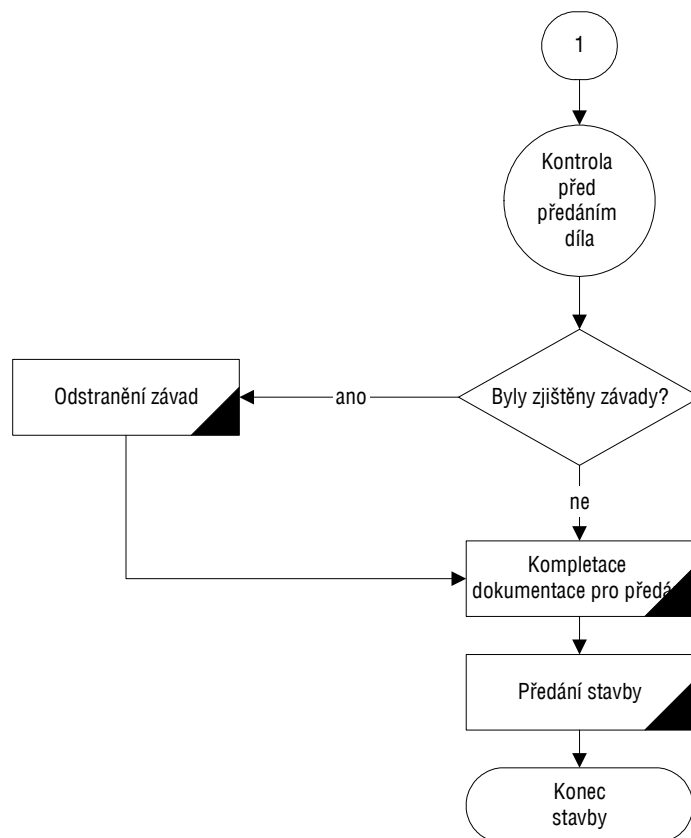 1
Kontrola
před
předáním
díla
Byly zjištěny závady?
ano
Odstranění závad
ne
Kompletace
dokumentace pro
Předání stavby
Konec
stavby